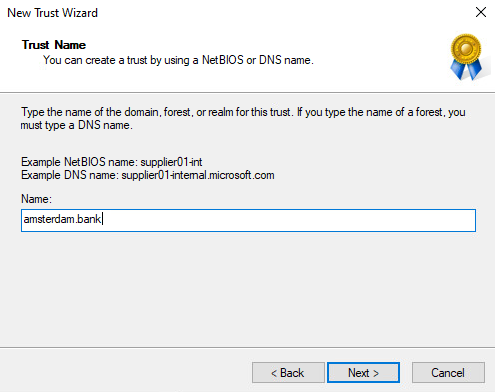 New Trust Wizard
Trust Name
You can create a trust by using a NetBIOS or DNS name.
Type the name of the domain, forest, or realm for this trust. If you type the name of a forest, you
must type a DNS name.
Example NetBIOS name: supplier01-int
Example DNS name: supplier01-internal.microsoft.com
Name:
amsterdam.bank
< Back
Next >
Cancel